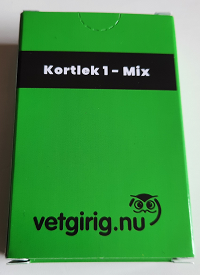 Kortlek 1 - Mix
vetgirig.nu